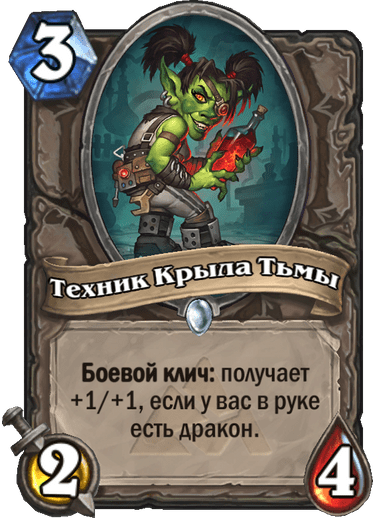 3
Техник Крыла Тьмы
Боевой клич: получает
+1/+1, если у вас в руке
есть дракон.
2
4